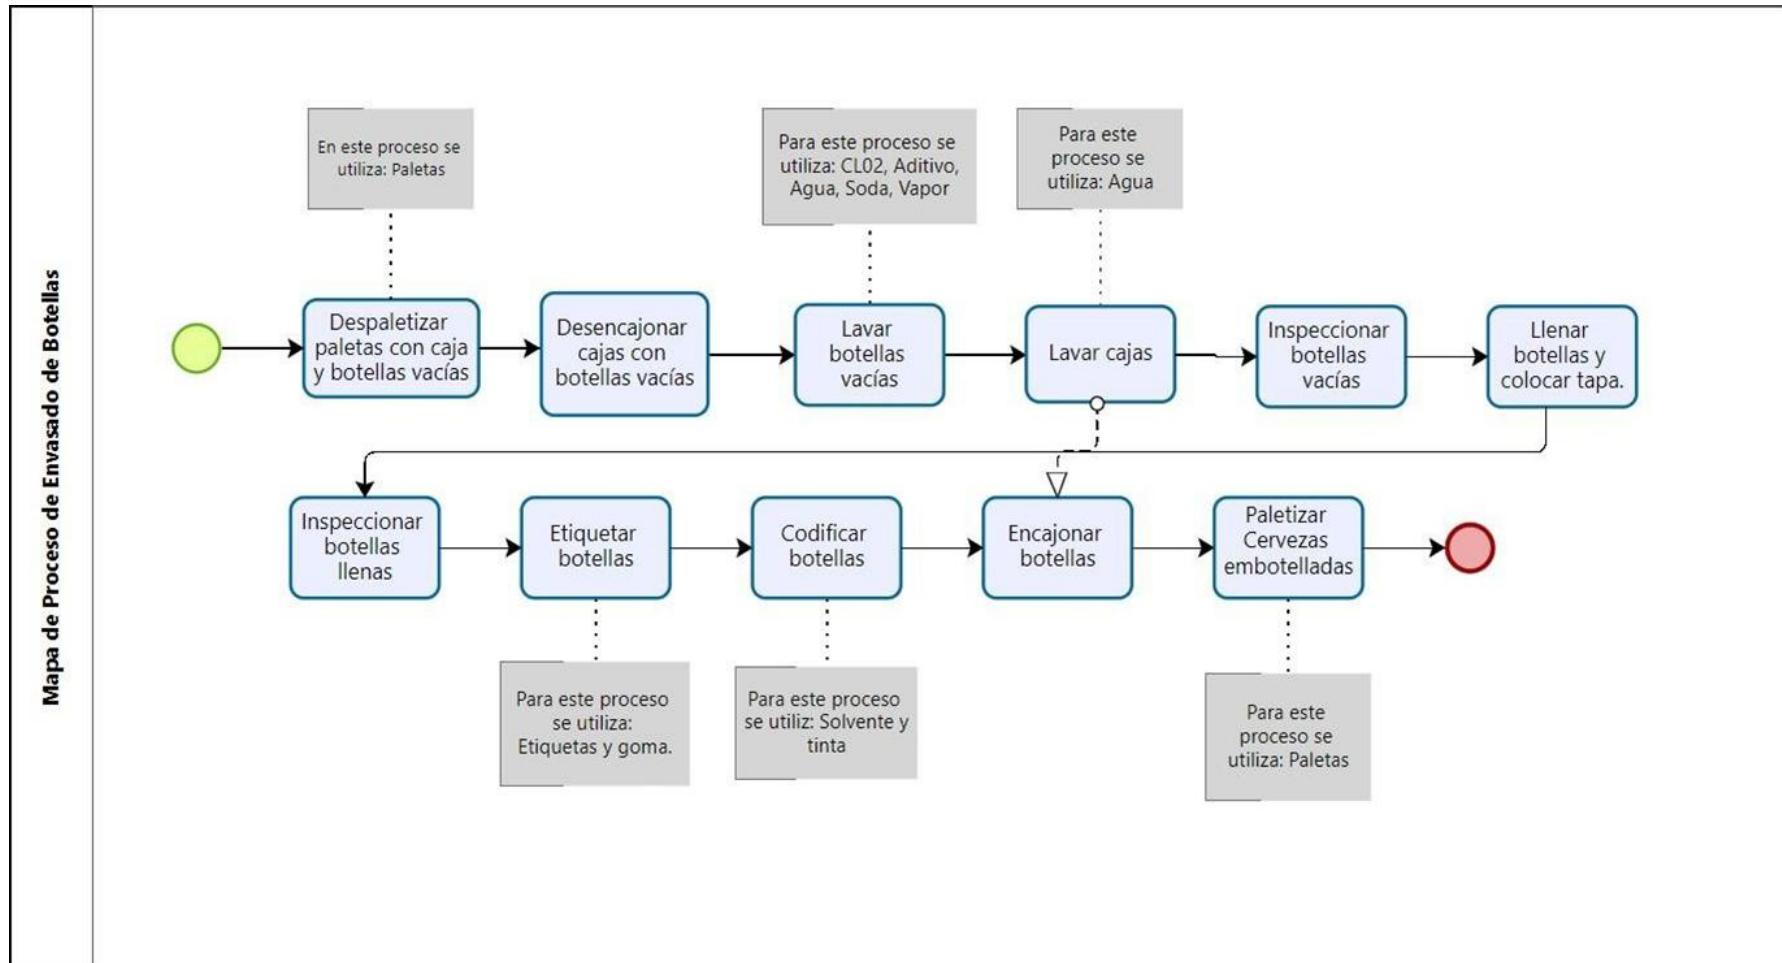 Mapa de Proceso de Envasado de Botellas
En este proceso se
utiliza: Paletas
Para este proceso se
utiliza: CL02, Aditivo,
Agua, Soda, Vapor
Para este
proceso se
utiliza: Agua
Despaletizar
paletas con caja
y botellas vacías
Desencajonar
cajas con
botellas vacías
Lavar
botellas
vacías
Lavar cajas
Inspeccionar
botellas
vacías
Llenar
botellas y
colocar tapa.
Inspeccionar
botellas
llenas
Etiquetar
botellas
Codificar
botellas
Encajonar
botellas
Paletizar
Cervezas
embotelladas
Para este proceso
se utiliza:
Etiquetas y goma.
Para este proceso
se utiliz: Solvente y
tinta
Para este
proceso se
utiliza: Paletas